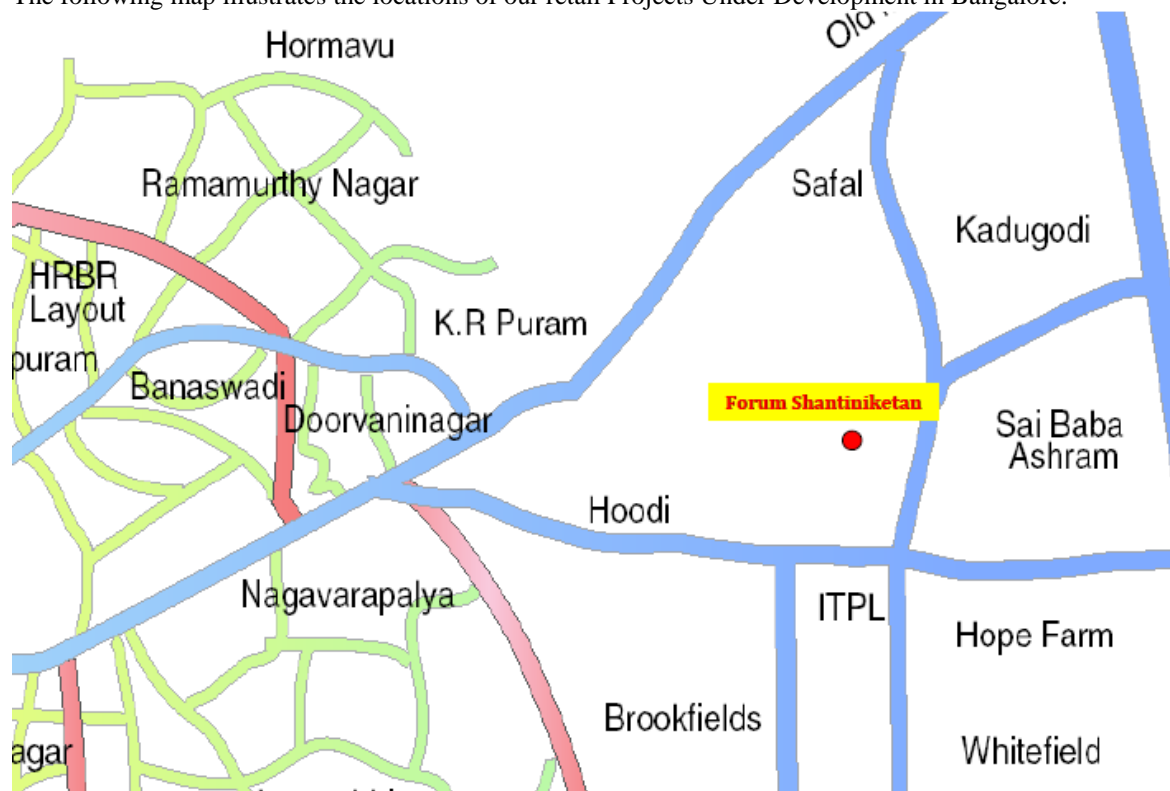 The following map illustrates the locations of our retail Projects Under Development in Bangalore:
Hormavu
Old
Ramamurthy Nagar
Safal
Kadugodi
HRBR
Layout
K.R Puram
puram
Banaswadi
Doorvaninagar
Forum Shantiniketan
Sai Baba
Ashram
Hoodi
Nagavarapalya
ITPL
Hope Farm
Brookfields
agar
Whitefield